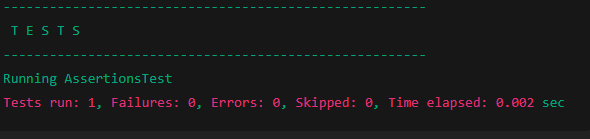 -------------------------------------------------------
T E S T S
-------------------------------------------------------
Running AssertionsTest
Tests run: 1, Failures: 0, Errors: 0, Skipped: 0, Time elapsed: 0.002 sec